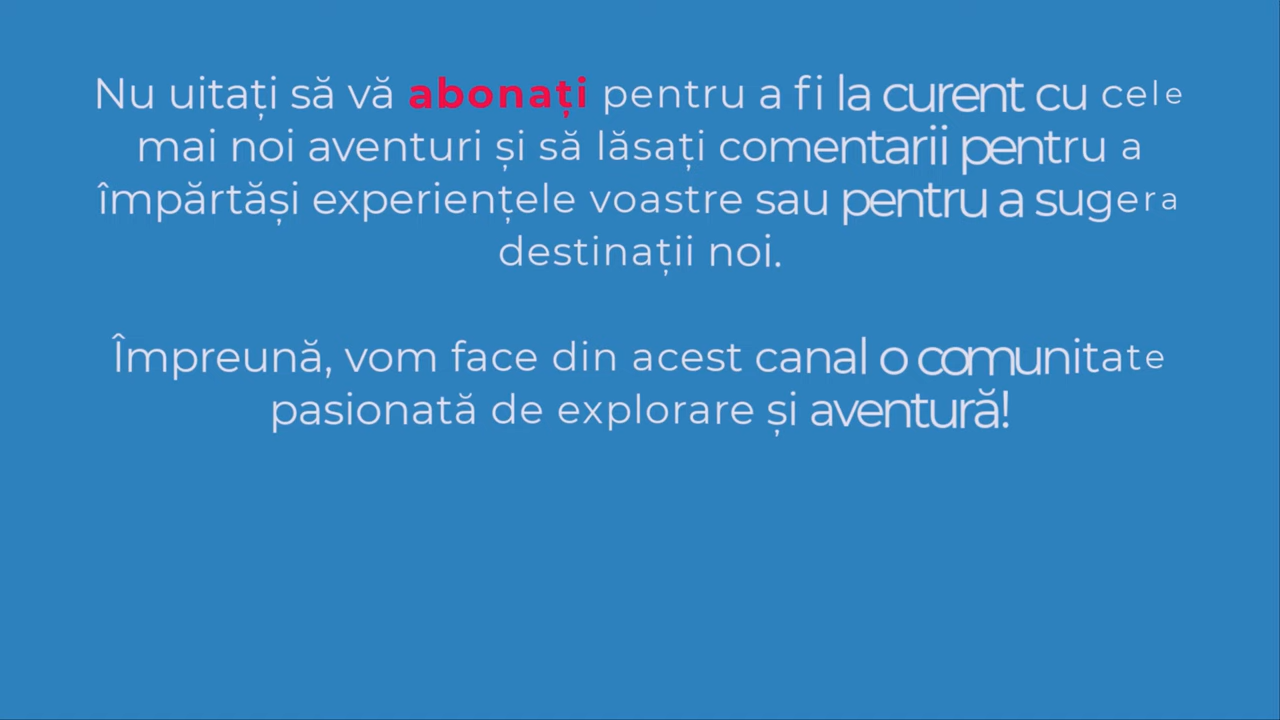 Nu uitați să vă abonați pentru a fi la curent cu cele
mai noi aventuri și să lăsați comentarii pentru a
împărtăși experiențele voastre sau pentru a sugera
destinații noi.
Împreună, vom face din acest canal o comunitate
pasionată de explorare și aventură!